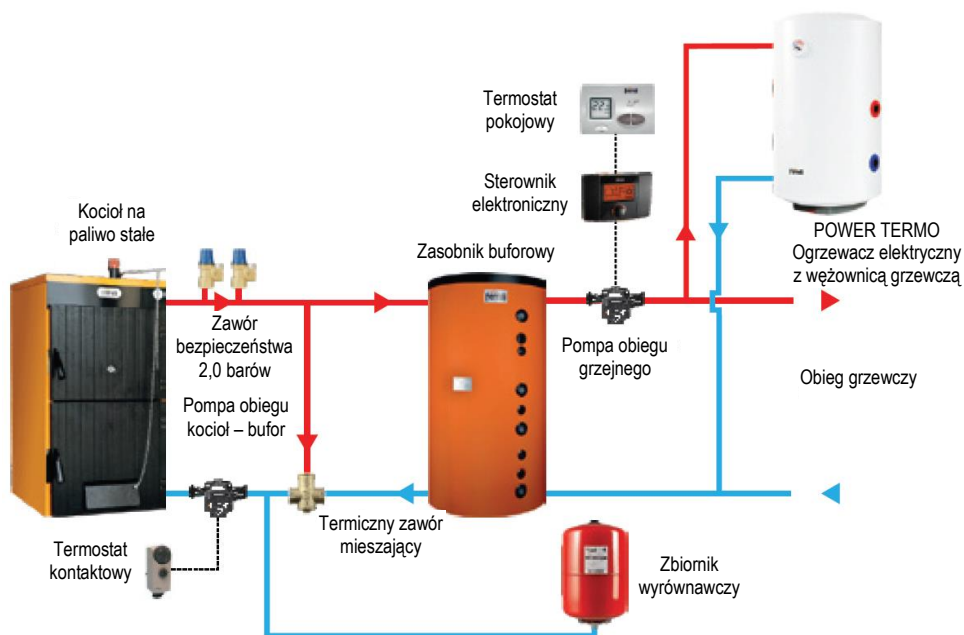 Termostat
pokojowy
Sterownik
elektroniczny
Kocioł na
paliwo stałe
Zasobnik buforowy
POWER TERMO
Ogrzewacz elektryczny
z wężownicą grzewczą
Zawór
bezpieczeństwa
2,0 barów
Pompa obiegu
grzejnego
Obieg grzewczy
Pompa obiegu
kocioł – bufor
Termiczny zawór
mieszający
Termostat
kontaktowy
Zbiornik
wyrównawczy